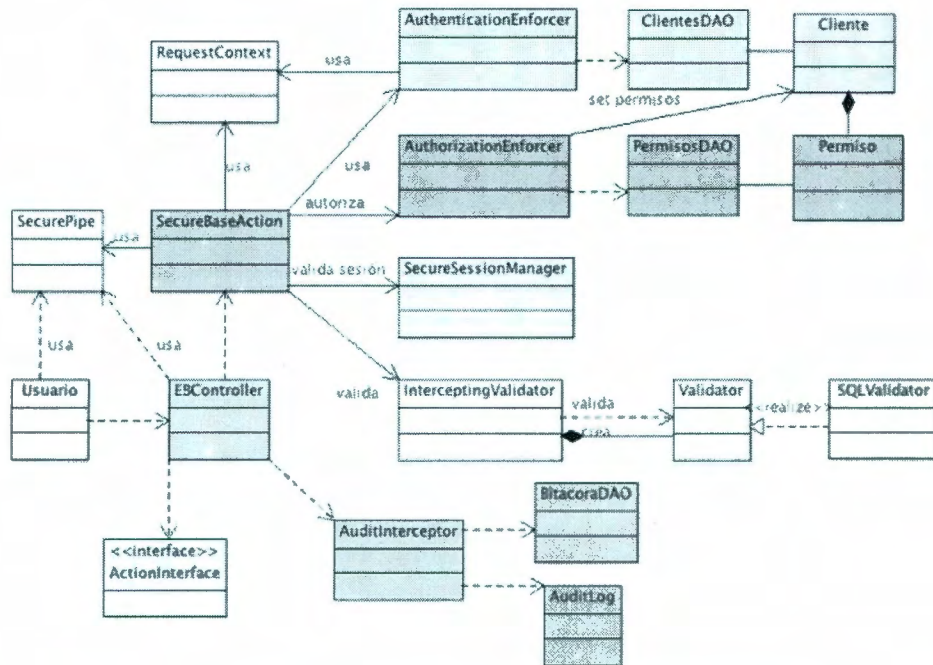 AuthenticationEnforcer
ClientesDAO
Cliente
RequestContext
usa
set permisos
AuthorizationEnforcer
PermisosDAO
Permiso
usa
usa
autoriza
SecurePipe
SecureBaseAction
usa
valida sesión
SecureSessionManager
usa
usa
valida
Usuario
EBController
InterceptingValidator
Validator
<<realize>>
SQLValidator
valida
crea
BitacoraDAO
AuditInterceptor
<<interface>>
ActionInterface
AuditLog